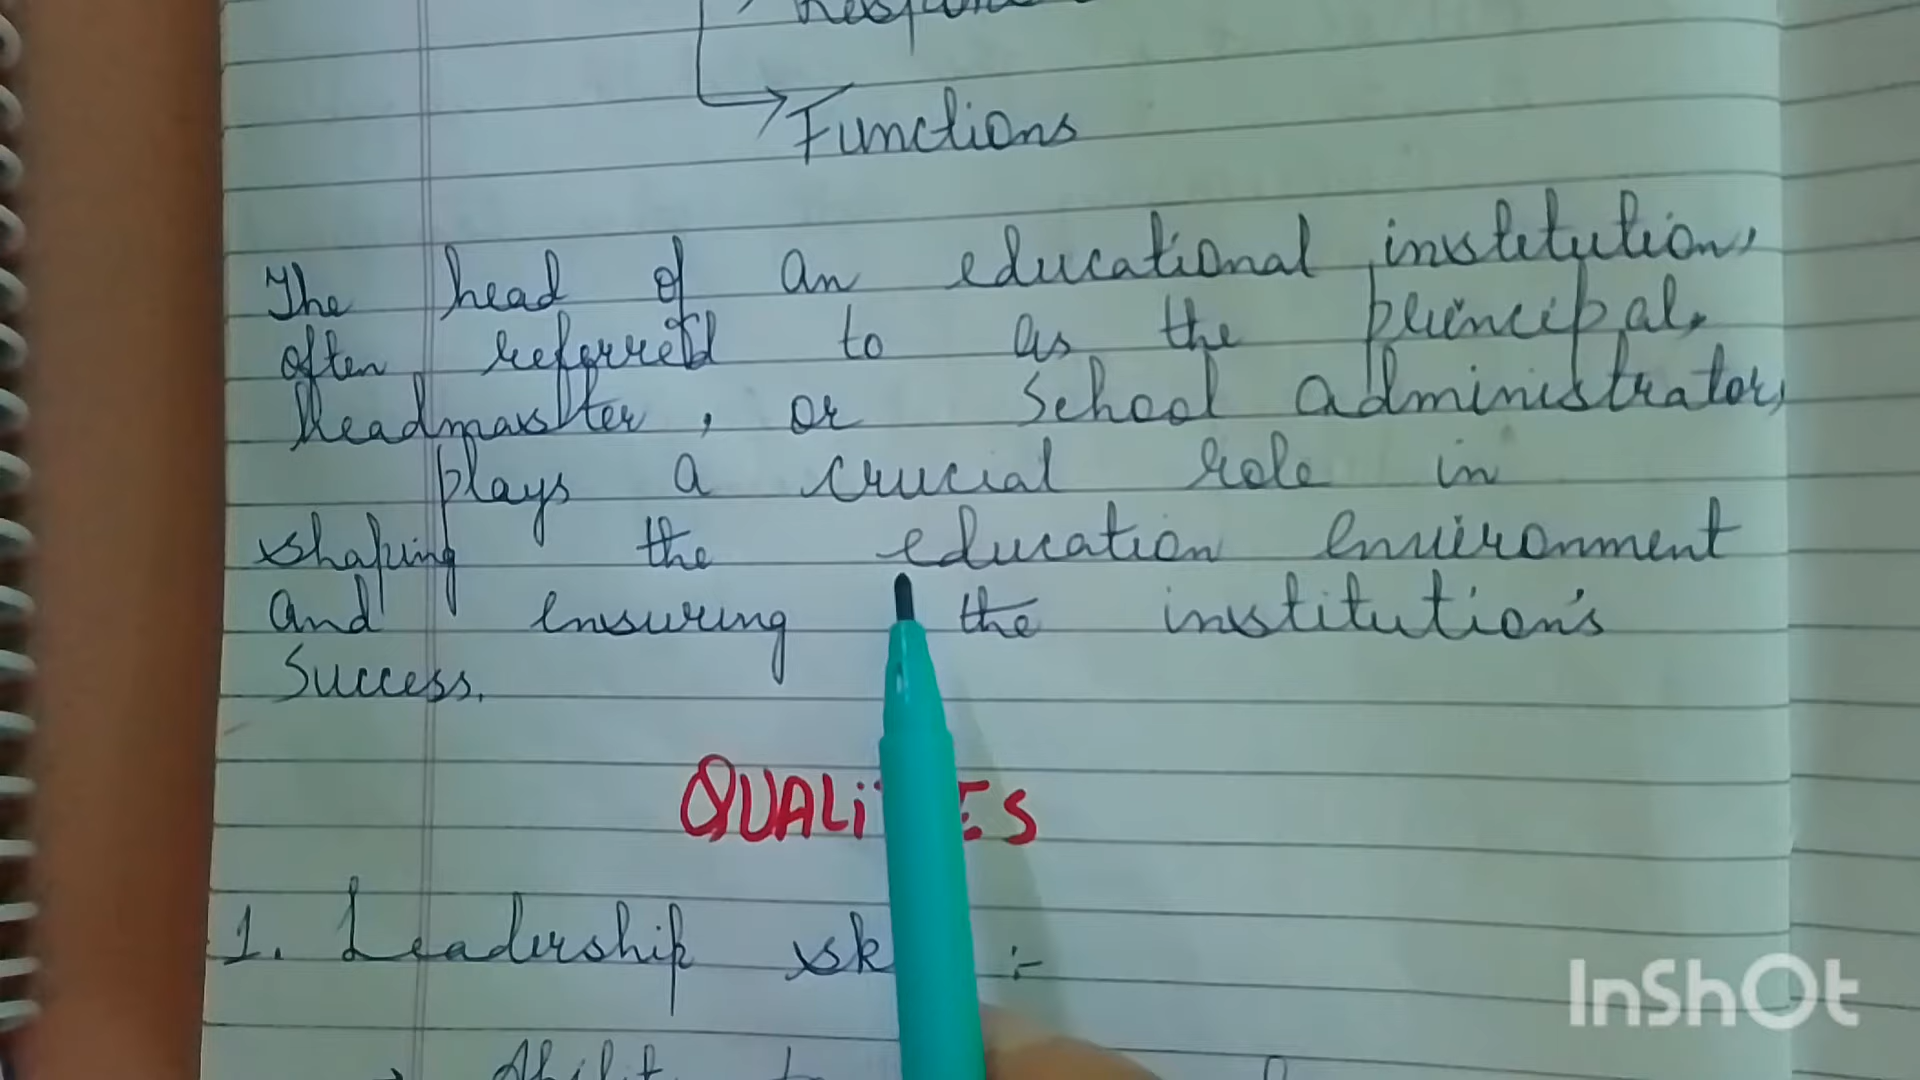 Functions
The head of an educational institution,
often referred to as the principal,
headmaster, or School administrator,
plays a crucial role in
shaping the education environment
and ensuring the institution's
Success.
1. Leadership
InShOt